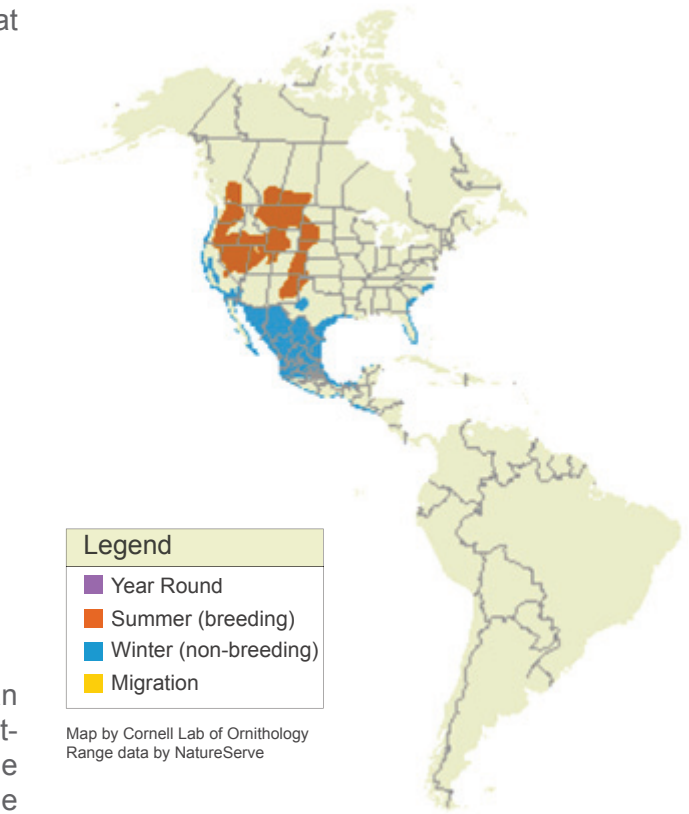 at
Legend
Year Round
Summer (breeding)
Winter (non-breeding)
Migration
Map by Cornell Lab of Ornithology
Range data by NatureServe
n
t-
e
e